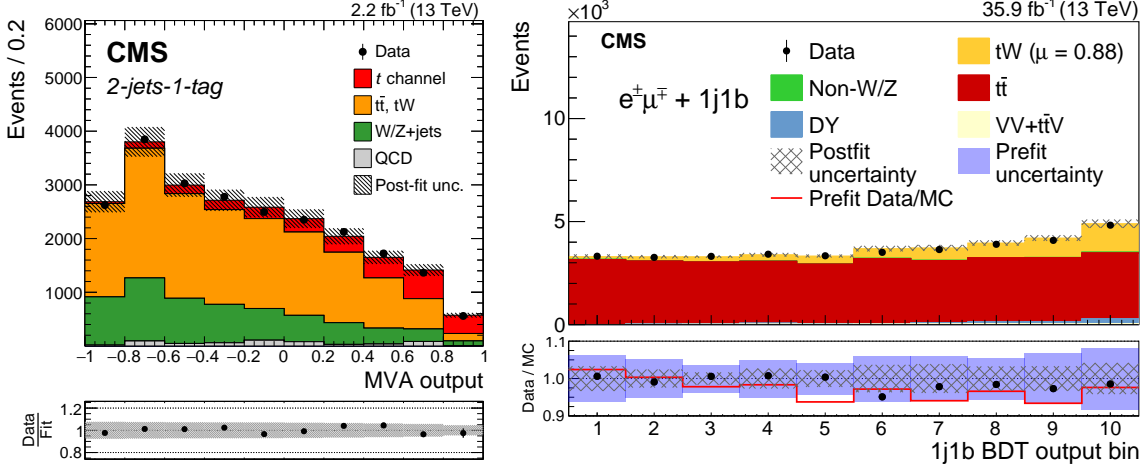 2.2 fb⁻¹ (13 TeV)
Events / 0.2
6000
5000
4000
3000
2000
1000
CMS
2-jets-1-tag
Data
t channel
tt̄, tW
W/Z+jets
QCD
Post-fit unc.
−1 −0.8 −0.6 −0.4 −0.2 0 0.2 0.4 0.6 0.8 1
MVA output
Data
Fit
1.2
1
0.8
×10³
35.9 fb⁻¹ (13 TeV)
Events
10
5
0
CMS
e±μ∓ + 1j1b
Data
Non-W/Z
DY
Postfit
uncertainty
Prefit Data/MC
tW (μ = 0.88)
tt̄
VV+tt̄V
Prefit
uncertainty
Data / MC
1.1
1.0
0.9
1 2 3 4 5 6 7 8 9 10
1j1b BDT output bin